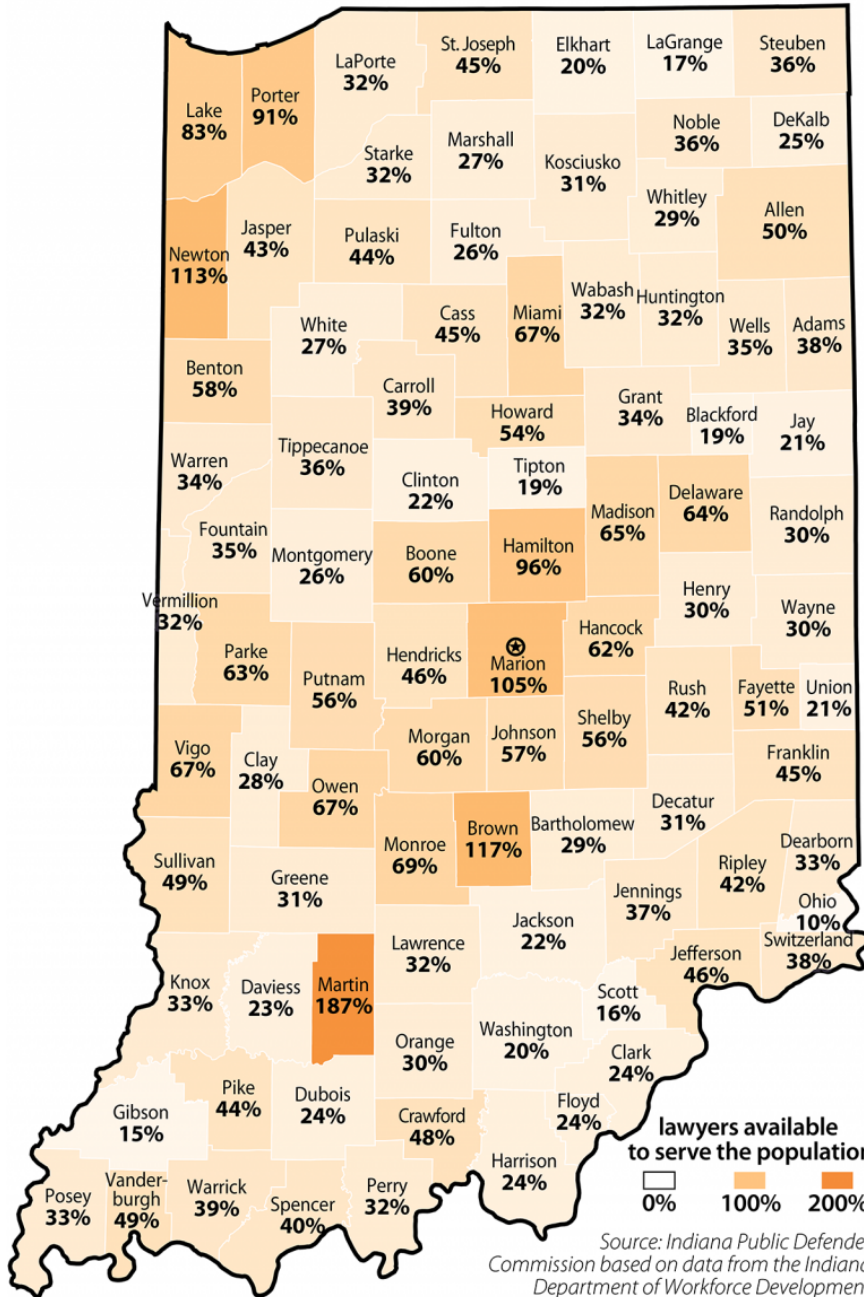 LaPorte
32%
St. Joseph
45%
Elkhart
20%
LaGrange
17%
Steuben
36%
Lake
83%
Porter
91%
Starke
32%
Marshall
27%
Kosciusko
31%
Noble
36%
DeKalb
25%
Whitley
29%
Allen
50%
Newton
113%
Jasper
43%
Pulaski
44%
Fulton
26%
White
27%
Cass
45%
Miami
67%
Wabash
32%
Huntington
32%
Wells
35%
Adams
38%
Benton
58%
Carroll
39%
Howard
54%
Grant
34%
Blackford
19%
Jay
21%
Warren
34%
Tippecanoe
36%
Clinton
22%
Tipton
19%
Madison
65%
Delaware
64%
Randolph
30%
Fountain
35%
Montgomery
26%
Boone
60%
Hamilton
96%
Henry
30%
Wayne
30%
Vermillion
32%
Parke
63%
Putnam
56%
Hendricks
46%
Marion
105%
Hancock
62%
Rush
42%
Fayette
51%
Union
21%
Vigo
67%
Clay
28%
Owen
67%
Morgan
60%
Johnson
57%
Shelby
56%
Franklin
45%
Sullivan
49%
Greene
31%
Monroe
69%
Brown
117%
Bartholomew
29%
Decatur
31%
Dearborn
33%
Ripley
42%
Jennings
37%
Ohio
10%
Switzerland
38%
Jackson
22%
Lawrence
32%
Jefferson
46%
Knox
33%
Daviess
23%
Martin
187%
Scott
16%
Orange
30%
Washington
20%
Clark
24%
Gibson
15%
Pike
44%
Dubois
24%
Crawford
48%
Floyd
24%
Harrison
24%
Posey
33%
Vander-
burgh
49%
Warrick
39%
Spencer
40%
Perry
32%
lawyers available
to serve the population
0%
100%
200%
Source: Indiana Public Defende
Commission based on data from the Indiana
Department of Workforce Developmen